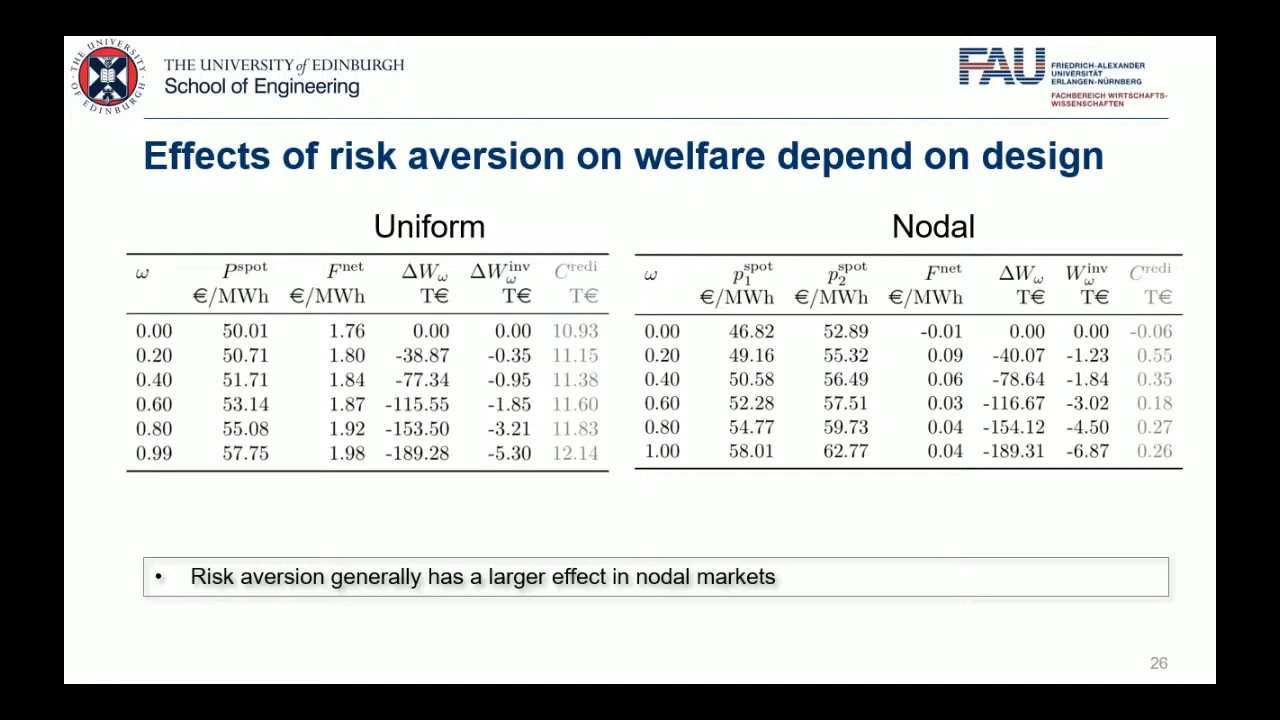 THE UNIVERSITY of EDINBURGH
School of Engineering
THE UNIVERSITY OF EDINBURGH
FAU
FRIEDRICH-ALEXANDER
UNIVERSITÄT
ERLANGEN-NÜRNBERG
FACHBEREICH WIRTSCHAFTS-
WISSENSCHAFTEN
Effects of risk aversion on welfare depend on design
Uniform
ω P^spot F^net ΔW_ω ΔW_ω^inv C^redi
€/MWh €/MWh T€ T€ T€
0.00 50.01 1.76 0.00 0.00 10.93
0.20 50.71 1.80 -38.87 -0.35 11.15
0.40 51.71 1.84 -77.34 -0.95 11.38
0.60 53.14 1.87 -115.55 -1.85 11.60
0.80 55.08 1.92 -153.50 -3.21 11.83
0.99 57.75 1.98 -189.28 -5.30 12.14
Nodal
ω p_1^spot p_2^spot F^net ΔW_ω W_ω^inv C^redi
€/MWh €/MWh €/MWh T€ T€ T€
0.00 46.82 52.89 -0.01 0.00 0.00 -0.06
0.20 49.16 55.32 0.09 -40.07 -1.23 0.55
0.40 50.58 56.49 0.06 -78.64 -1.84 0.35
0.60 52.28 57.51 0.03 -116.67 -3.02 0.18
0.80 54.77 59.73 0.04 -154.12 -4.50 0.27
1.00 58.01 62.77 0.04 -189.31 -6.87 0.26
• Risk aversion generally has a larger effect in nodal markets
26